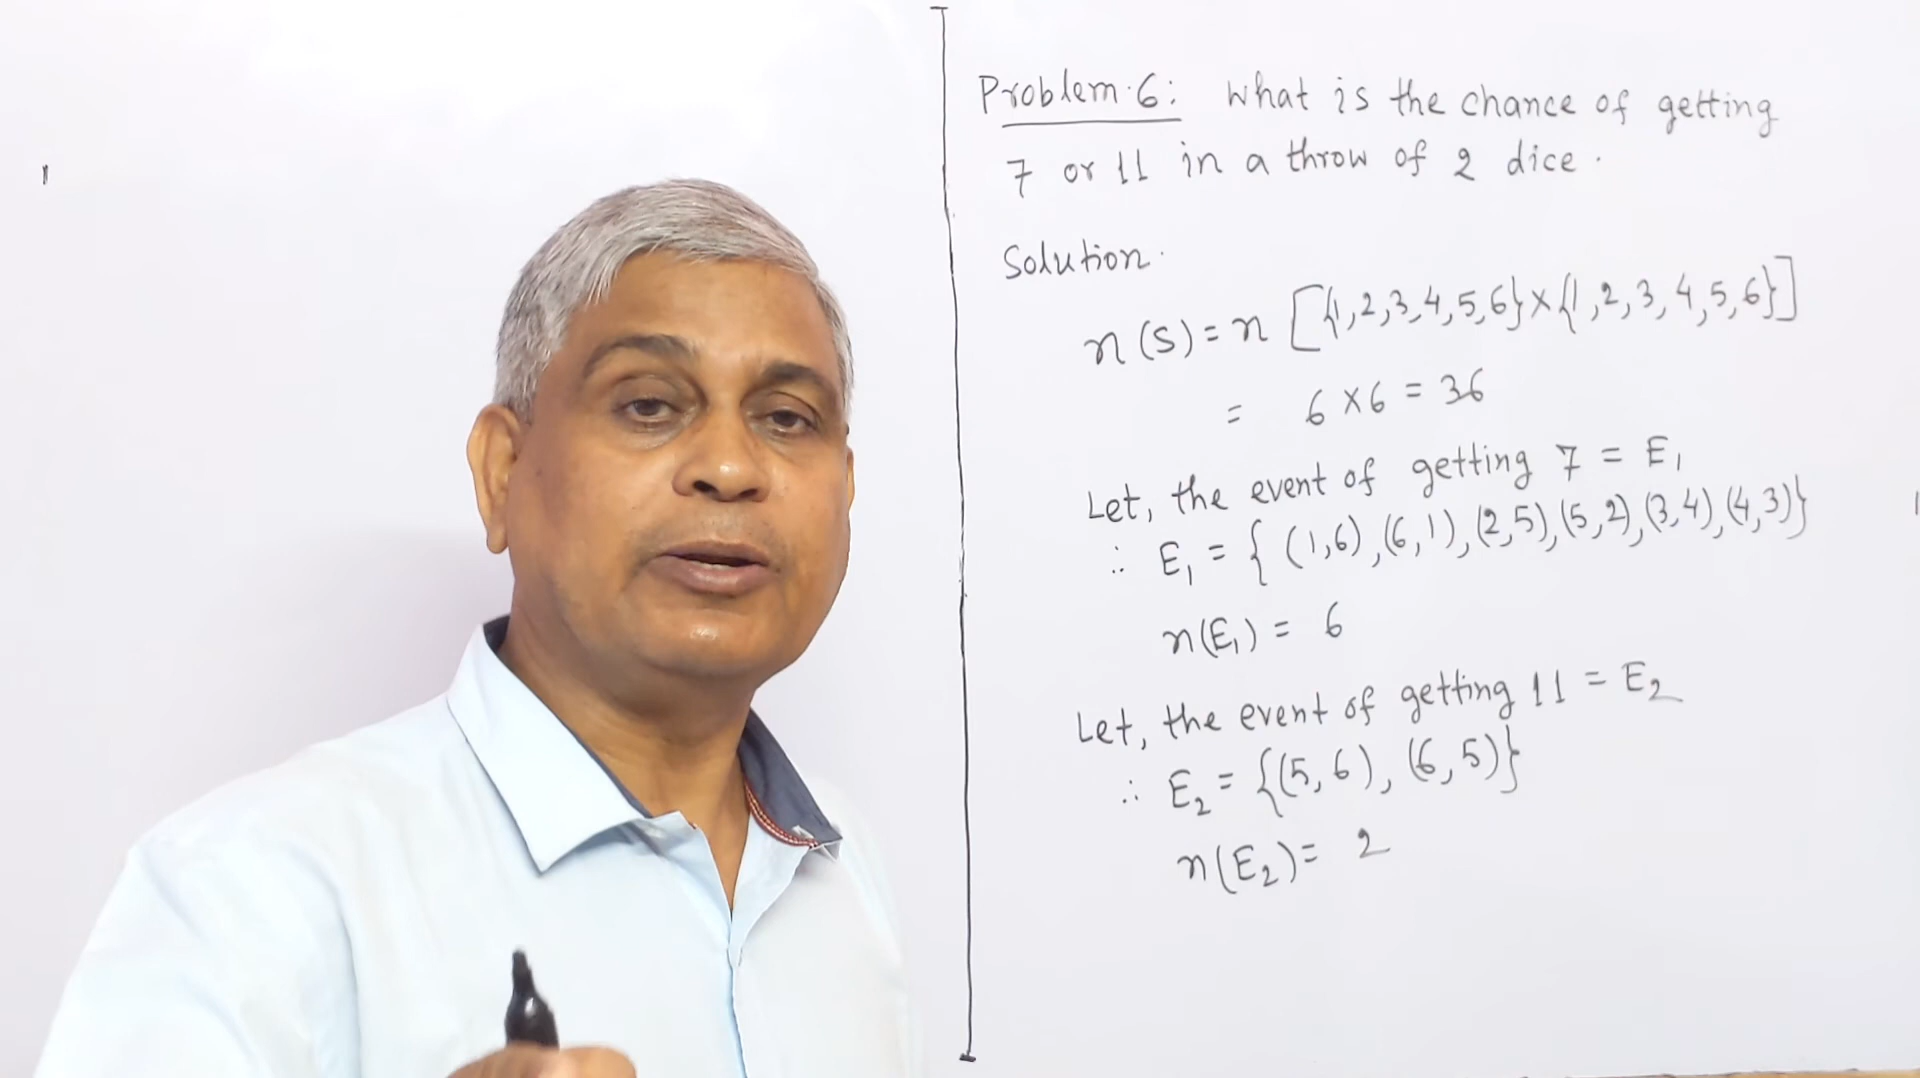 Problem.6: What is the chance of getting
7 or 11 in a throw of 2 dice.
Solution.
n(S) = n [{1,2,3,4,5,6}×{1,2,3,4,5,6}]
= 6×6 = 36
Let, the event of getting 7 = E₁
∴ E₁ = { (1,6),(6,1),(2,5),(5,2),(3,4),(4,3)}
n(E₁) = 6
Let, the event of getting 11 = E₂
∴ E₂ = {(5,6), (6,5)}
n(E₂) = 2